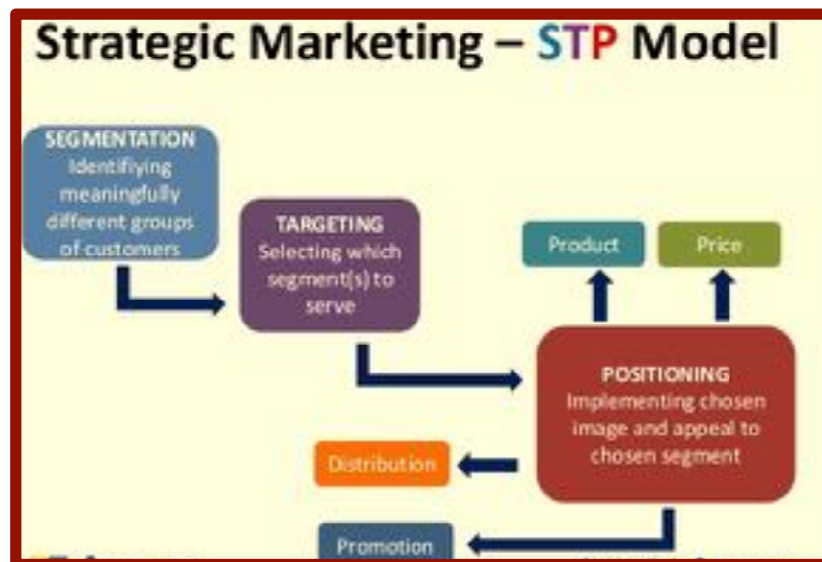 Strategic Marketing – STP Model
SEGMENTATION
Identifiying
meaningfully
different groups
of customers
TARGETING
Selecting which
segment(s) to
serve
Product
Price
POSITIONING
Implementing chosen
image and appeal to
chosen segment
Distribution
Promotion